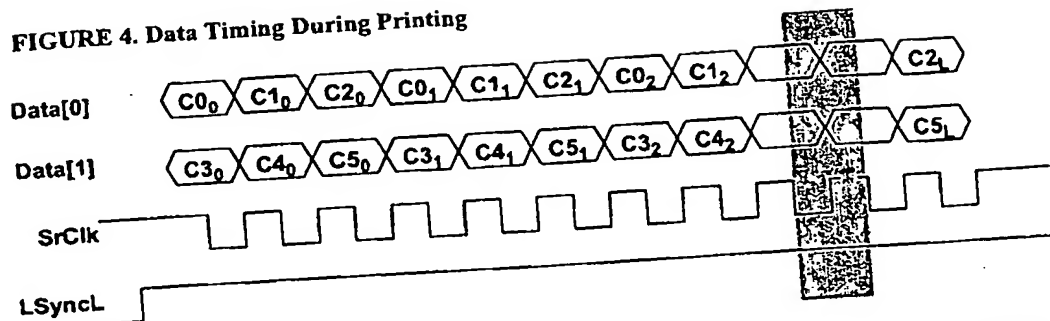 FIGURE 4. Data Timing During Printing
Data[0] C0₀ C1₀ C2₀ C0₁ C1₁ C2₁ C0₂ C1₂ C2_L
Data[1] C3₀ C4₀ C5₀ C3₁ C4₁ C5₁ C3₂ C4₂ C5_L
SrClk
LSyncL